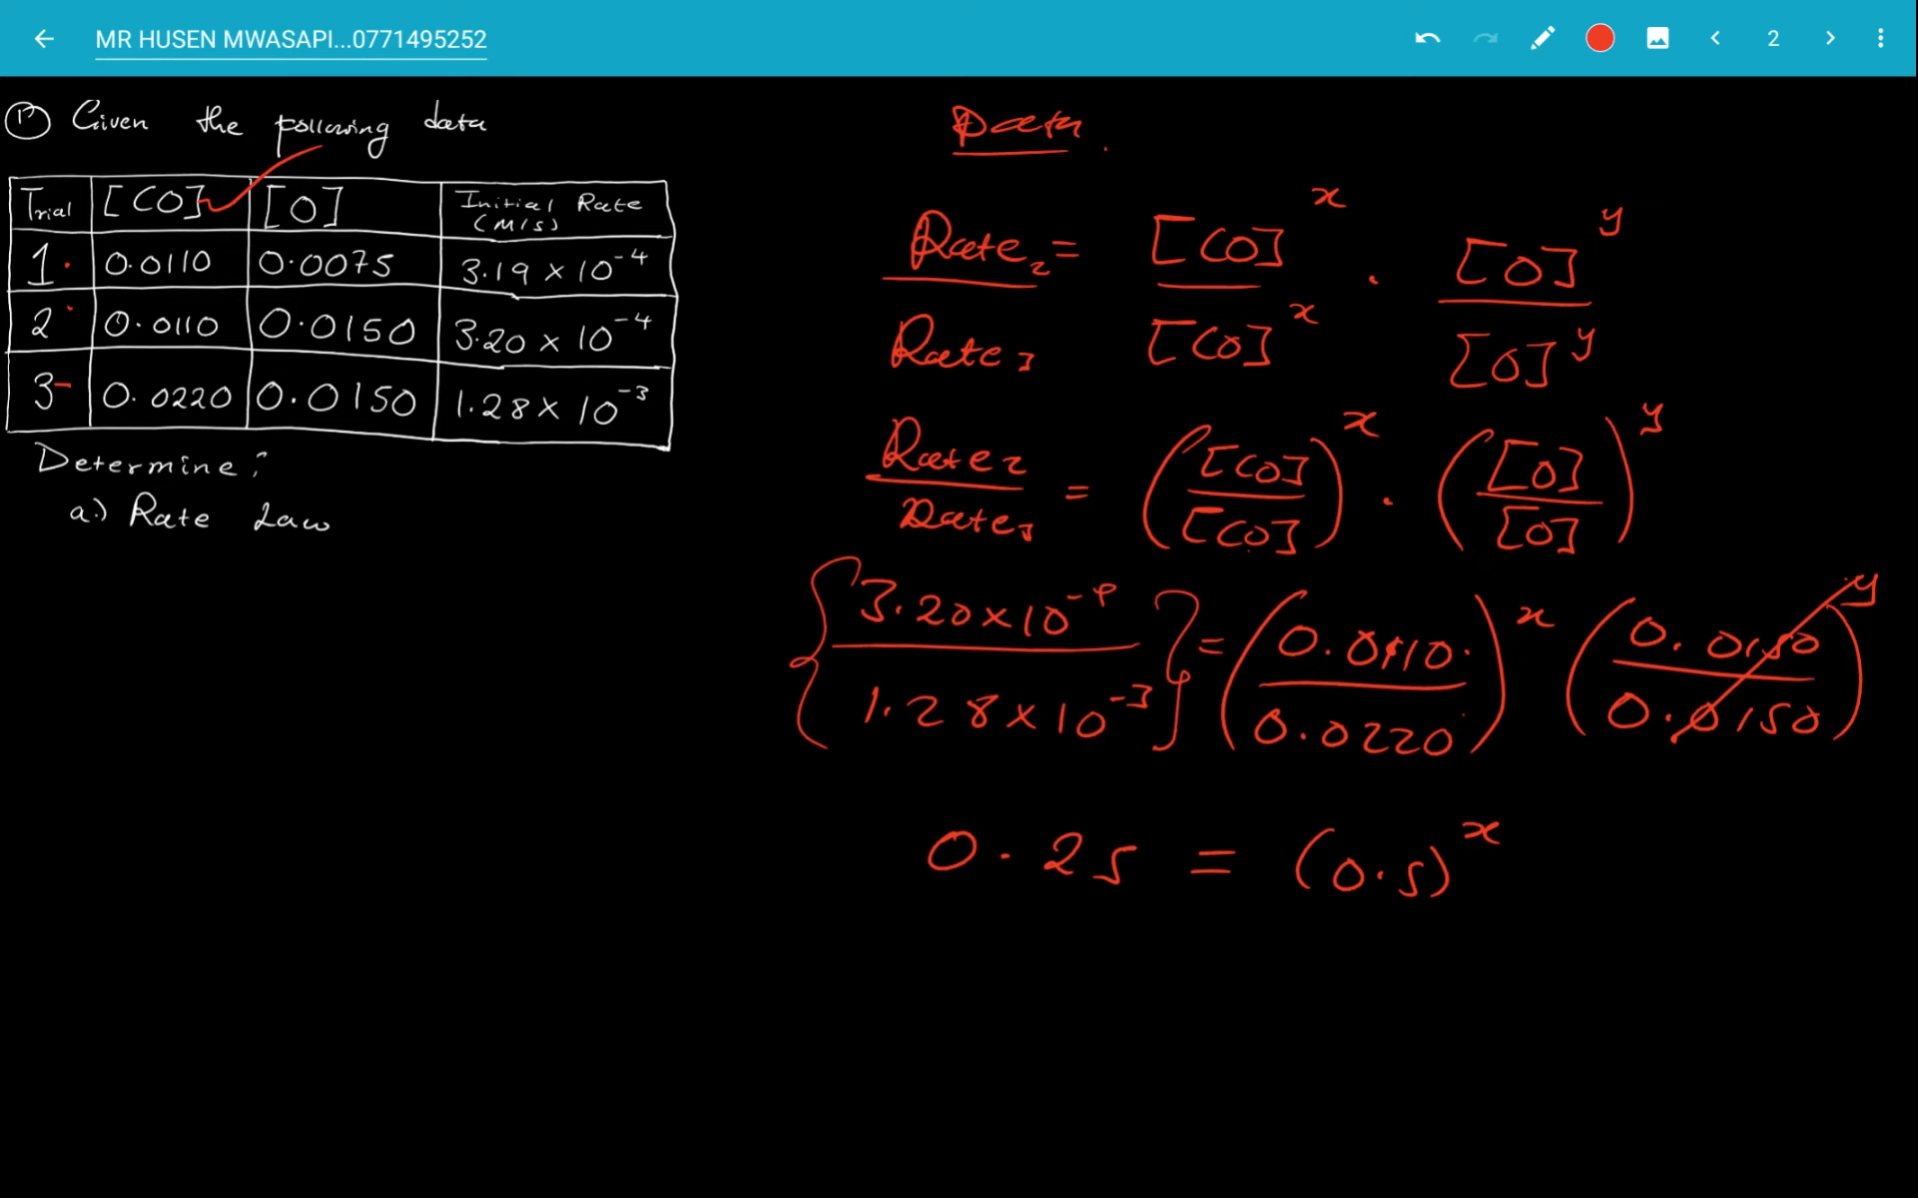 MR HUSEN MWASAPI...0771495252
2
1) Given the following data
Trial [CO] [O] Initial Rate (M/s)
1. 0.0110 0.0075 3.19 × 10⁻⁴
2 0.0110 0.0150 3.20 × 10⁻⁴
3- 0.0220 0.0150 1.28 × 10⁻³
Determine:
a.) Rate Law
Data.
Rate₂ = [CO]ˣ . [O]ʸ
Rate₃ [CO]ˣ [O]ʸ
Rate₂ = ([CO])ˣ . ([O])ʸ
Rate₃ [CO] [O]
{3.20×10⁻⁴} = (0.0110)ˣ (0.0150)ʸ
1.28×10⁻³ 0.0220 0.0150
0.25 = (0.5)ˣ